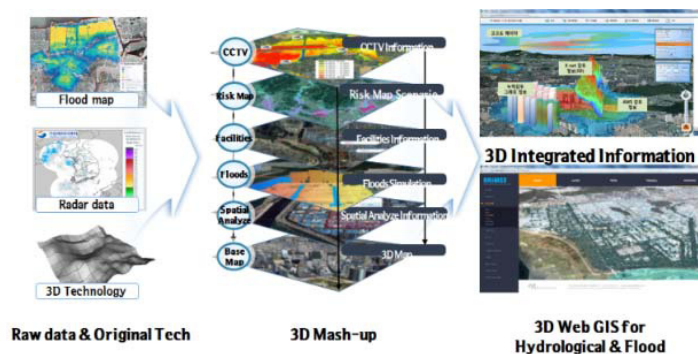 Flood map
Radar data
3D Technology
Raw data & Original Tech
CCTV
Risk Map
Facilities
Floods
Spatial
Analyze
Base
Map
CCTV Information
Risk Map Scenario
Facilities Information
Floods Simulation
Spatial Analyze Information
3D Map
3D Mash-up
3D Integrated Information
3D Web GIS for
Hydrological & Flood